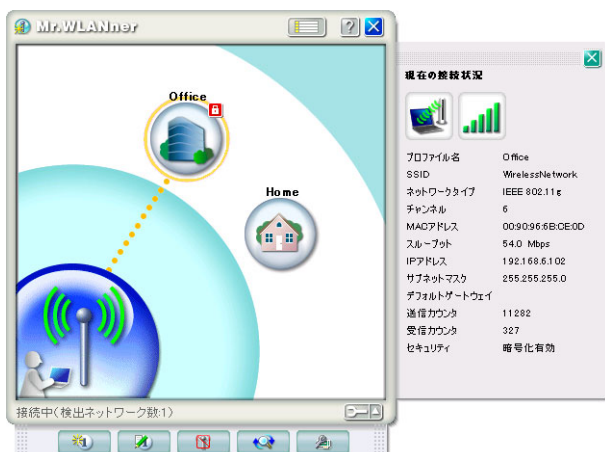 Mr.WLANner
Office
Home
接続中(検出ネットワーク数:1)
現在の接続状況
プロファイル名 Office
SSID WirelessNetwork
ネットワークタイプ IEEE 802.11g
チャンネル 6
MACアドレス 00:90:96:6B:CE:0D
スループット 54.0 Mbps
IPアドレス 192.168.6.102
サブネットマスク 255.255.255.0
デフォルトゲートウェイ
送信カウンタ 11282
受信カウンタ 327
セキュリティ 暗号化有効